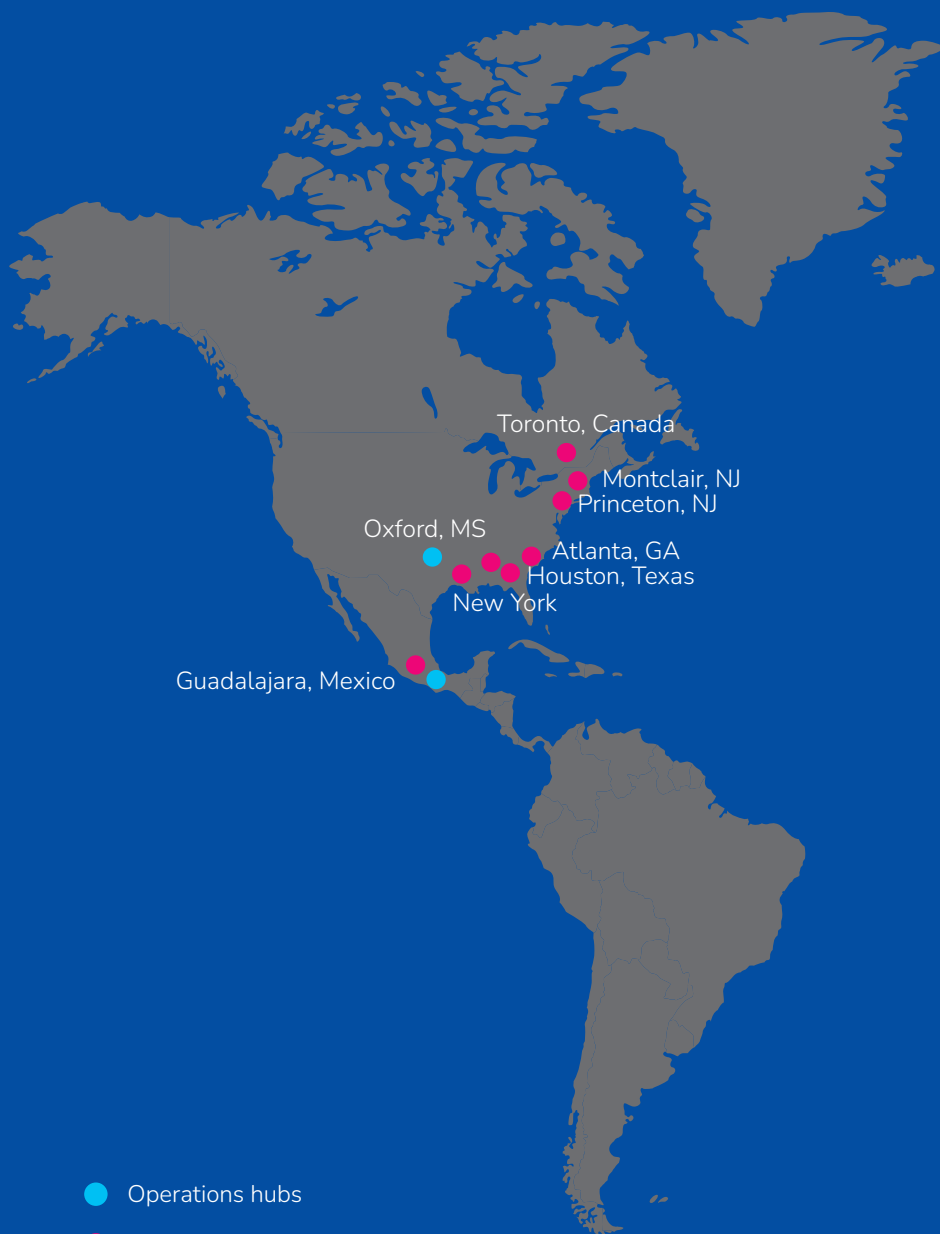 Toronto, Canada
Montclair, NJ
Princeton, NJ
Oxford, MS
Atlanta, GA
Houston, Texas
New York
Guadalajara, Mexico
Operations hubs